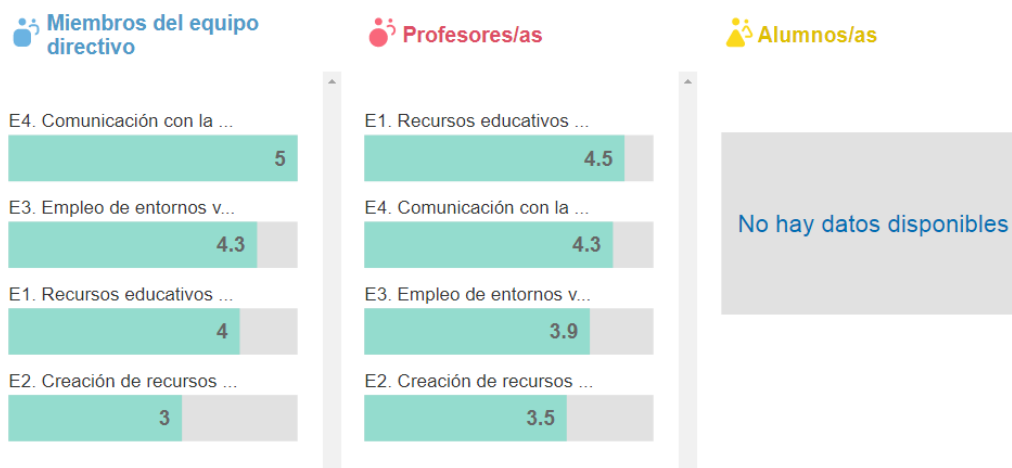 Miembros del equipo
directivo
E4. Comunicación con la ...
5
E3. Empleo de entornos v...
4.3
E1. Recursos educativos ...
4
E2. Creación de recursos ...
3
Profesores/as
E1. Recursos educativos ...
4.5
E4. Comunicación con la ...
4.3
E3. Empleo de entornos v...
3.9
E2. Creación de recursos ...
3.5
Alumnos/as
No hay datos disponibles